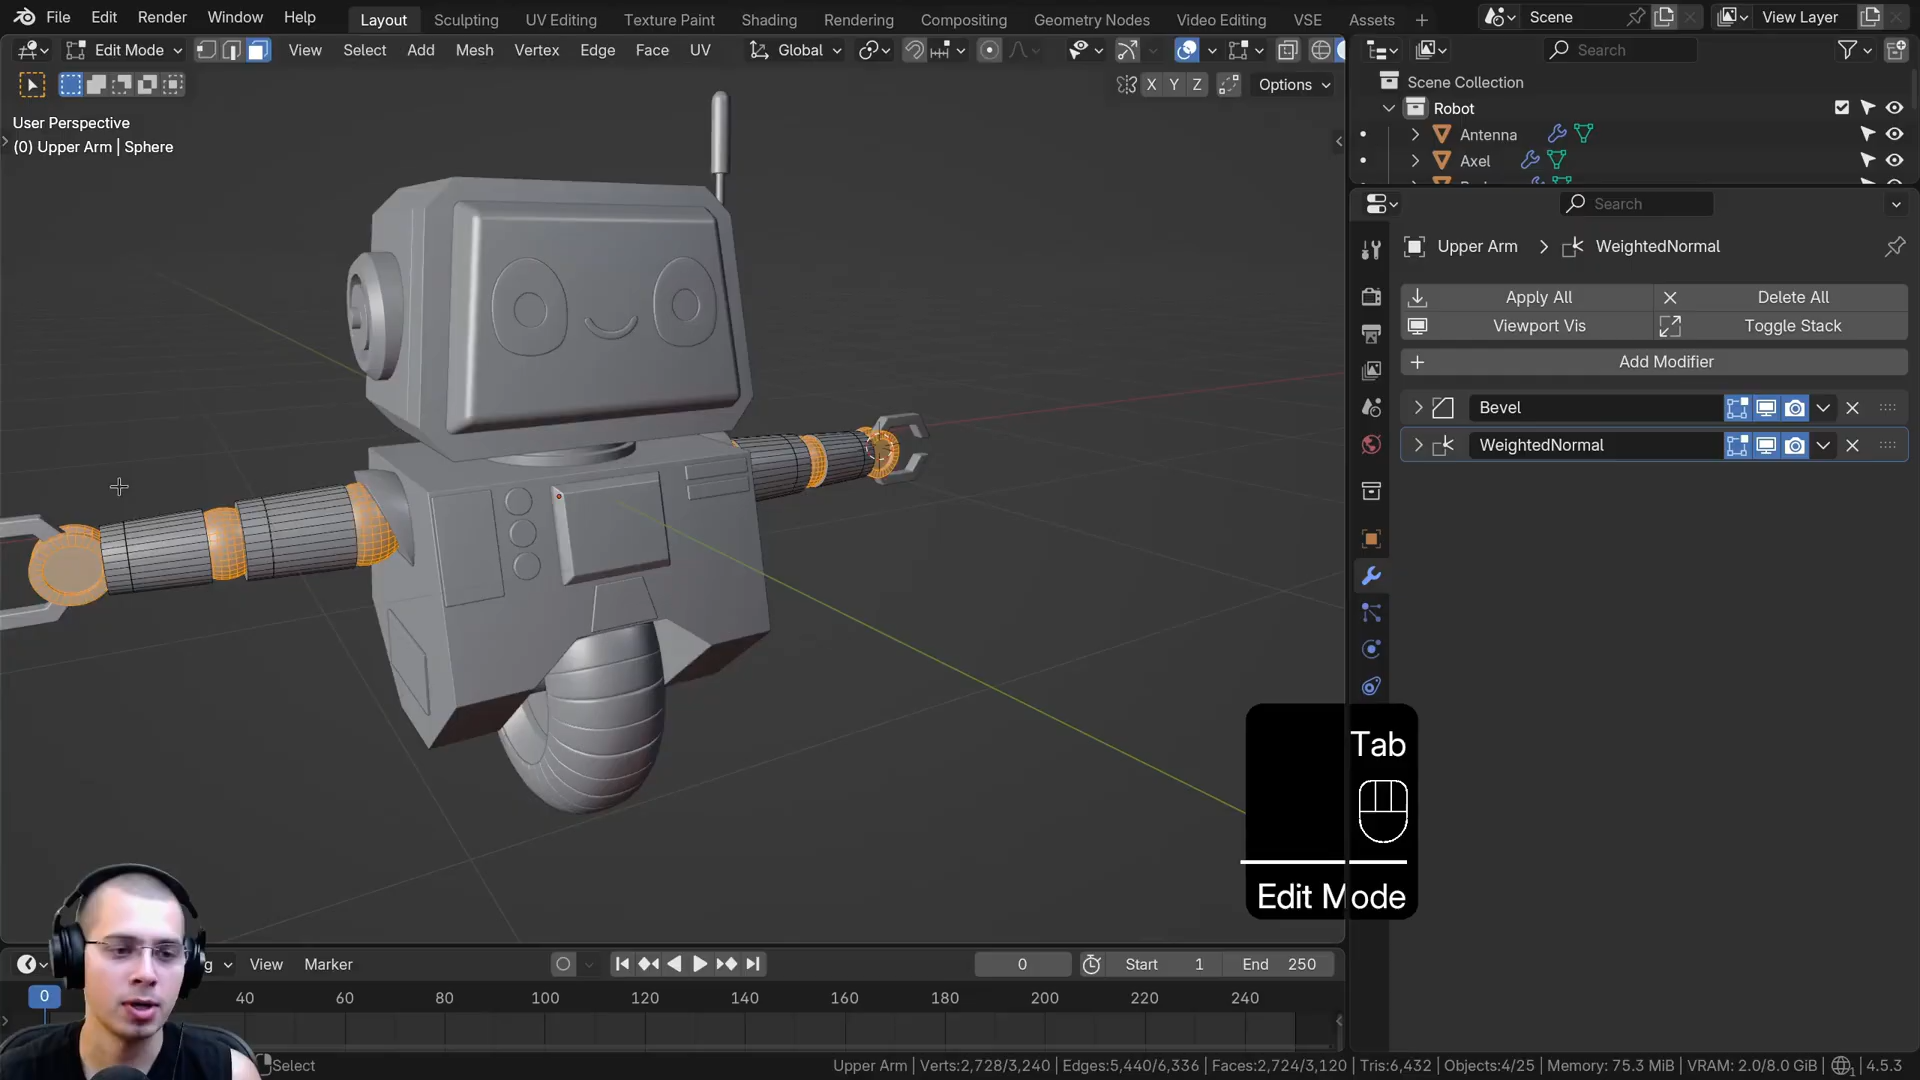 File Edit Render Window Help Layout Sculpting UV Editing Texture Paint Shading Rendering Compositing Geometry Nodes Video Editing VSE Assets Scene View Layer
Edit Mode View Select Add Mesh Vertex Edge Face UV Global Search
X Y Z Options
User Perspective
(0) Upper Arm | Sphere
Scene Collection
Robot
Antenna
Axel
Search
Upper Arm WeightedNormal
Apply All Delete All
Viewport Vis Toggle Stack
Add Modifier
Bevel
WeightedNormal
Tab
Edit Mode
View Marker 0 Start 1 End 250
0 40 60 80 100 120 140 160 180 200 220 240
Select
Upper Arm | Verts:2,728/3,240 | Edges:5,440/6,336 | Faces:2,724/3,120 | Tris:6,432 | Objects:4/25 | Memory: 75.3 MiB | VRAM: 2.0/8.0 GiB | 4.5.3